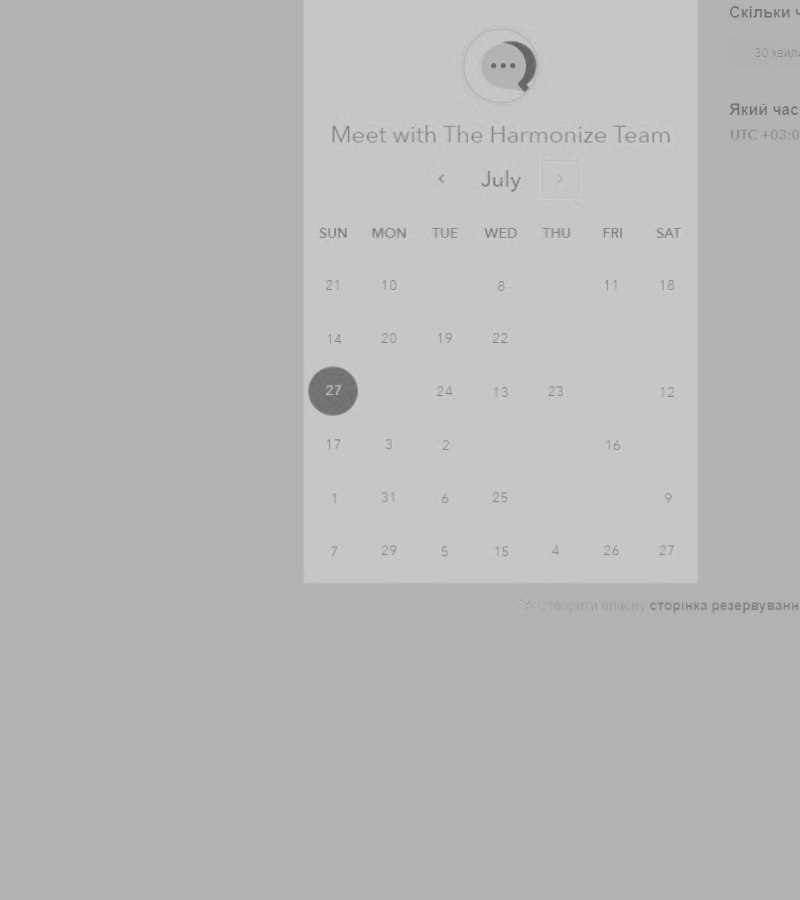 Скільки ч
30 хвили
Meet with The Harmonize Team
Який час
UTC +03:0
July
SUN MON TUE WED THU FRI SAT
21 10 8 11 18
14 20 19 22
27 24 13 23 12
17 3 2 16
1 31 6 25 9
7 29 5 15 4 26 27
Створити власну сторінка резервуванн